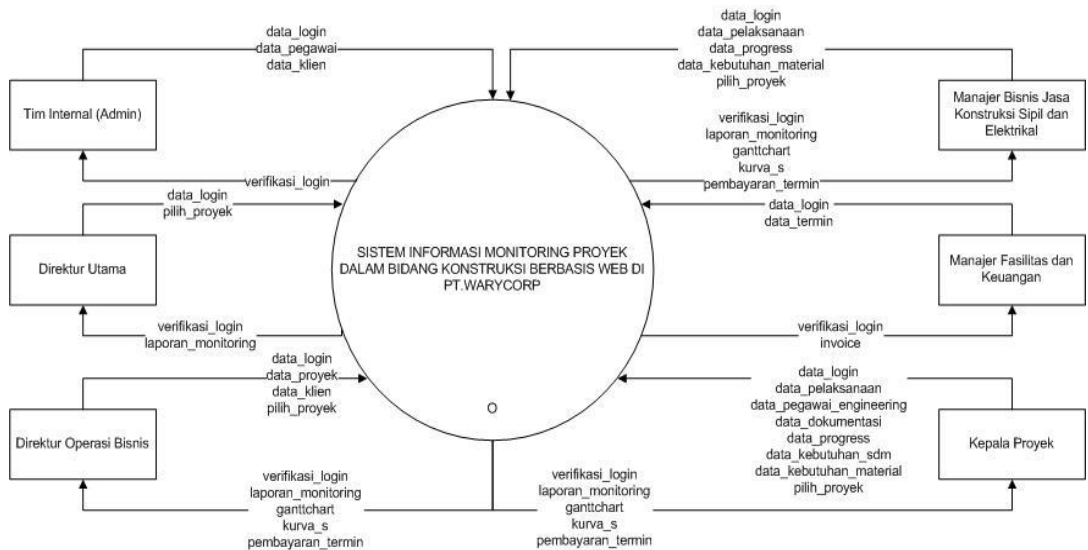 data_login
data_pegawai
data_klien
Tim Internal (Admin)
verifikasi_login
data_login
pilih_proyek
Direktur Utama
verifikasi_login
laporan_monitoring
data_login
data_proyek
data_klien
pilih_proyek
Direktur Operasi Bisnis
verifikasi_login
laporan_monitoring
ganttchart
kurva_s
pembayaran_termin
SISTEM INFORMASI MONITORING PROYEK
DALAM BIDANG KONSTRUKSI BERBASIS WEB DI
PT.WARYCORP
O
data_login
data_pelaksanaan
data_progress
data_kebutuhan_material
pilih_proyek
Manajer Bisnis Jasa
Konstruksi Sipil dan
Elektrikal
verifikasi_login
laporan_monitoring
ganttchart
kurva_s
pembayaran_termin
data_login
data_termin
Manajer Fasilitas dan
Keuangan
verifikasi_login
invoice
data_login
data_pelaksanaan
data_pegawai_engineering
data_dokumentasi
data_progress
data_kebutuhan_sdm
data_kebutuhan_material
pilih_proyek
Kepala Proyek
verifikasi_login
laporan_monitoring
ganttchart
kurva_s
pembayaran_termin